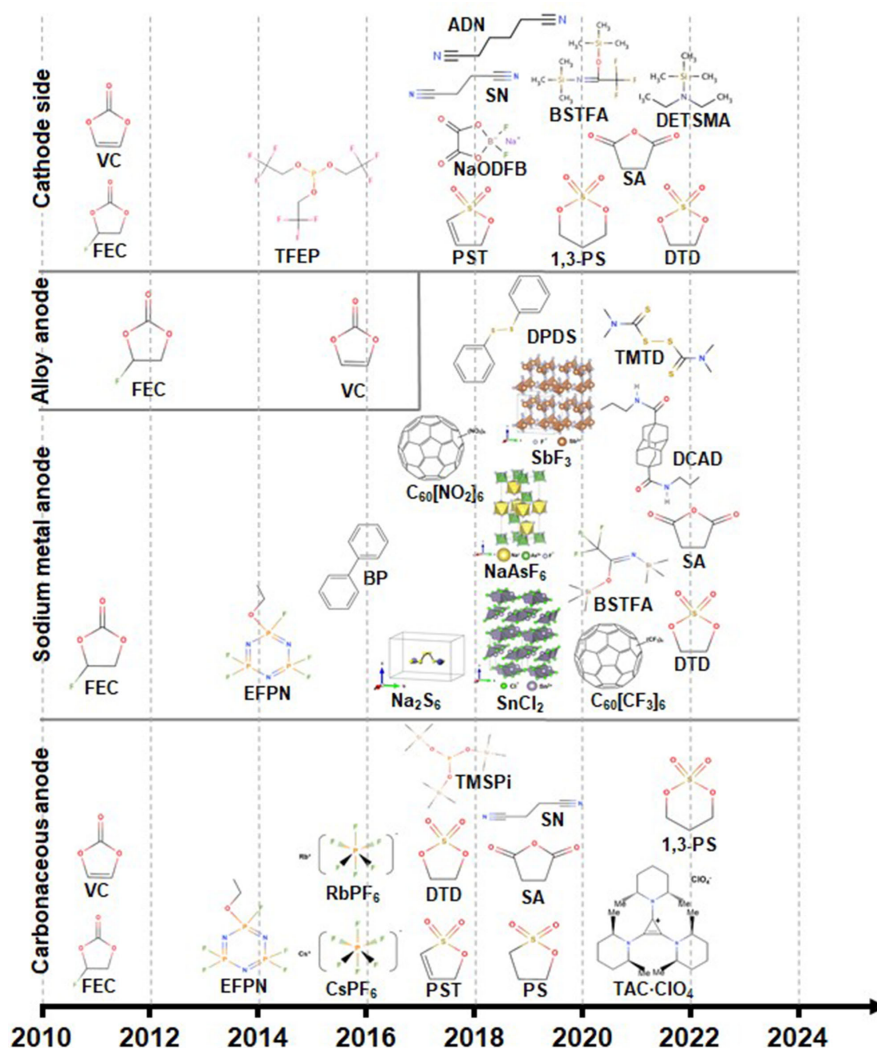 Cathode side
ADN
SN
BSTFA
DETSMA
VC
NaODFB
SA
FEC
TFEP
PST
1,3-PS
DTD
Alloy anode
FEC
VC
Sodium metal anode
DPDS
TMTD
SbF₃
DCAD
C₆₀[NO₂]₆
NaAsF₆
SA
BP
BSTFA
FEC
EFPN
Na₂S₆
SnCl₂
C₆₀[CF₃]₆
DTD
Carbonaceous anode
TMSPi
SN
1,3-PS
VC
RbPF₆
DTD
SA
FEC
EFPN
CsPF₆
PST
PS
TAC·ClO₄
2010 2012 2014 2016 2018 2020 2022 2024